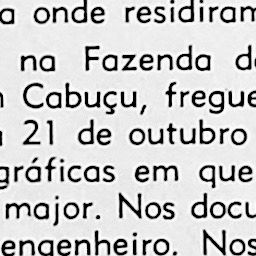 a onde residiram
na Fazenda d
Cabuçu, fregue
21 de outubro
gráficas em que
major. Nos docu
engenheiro. Nos